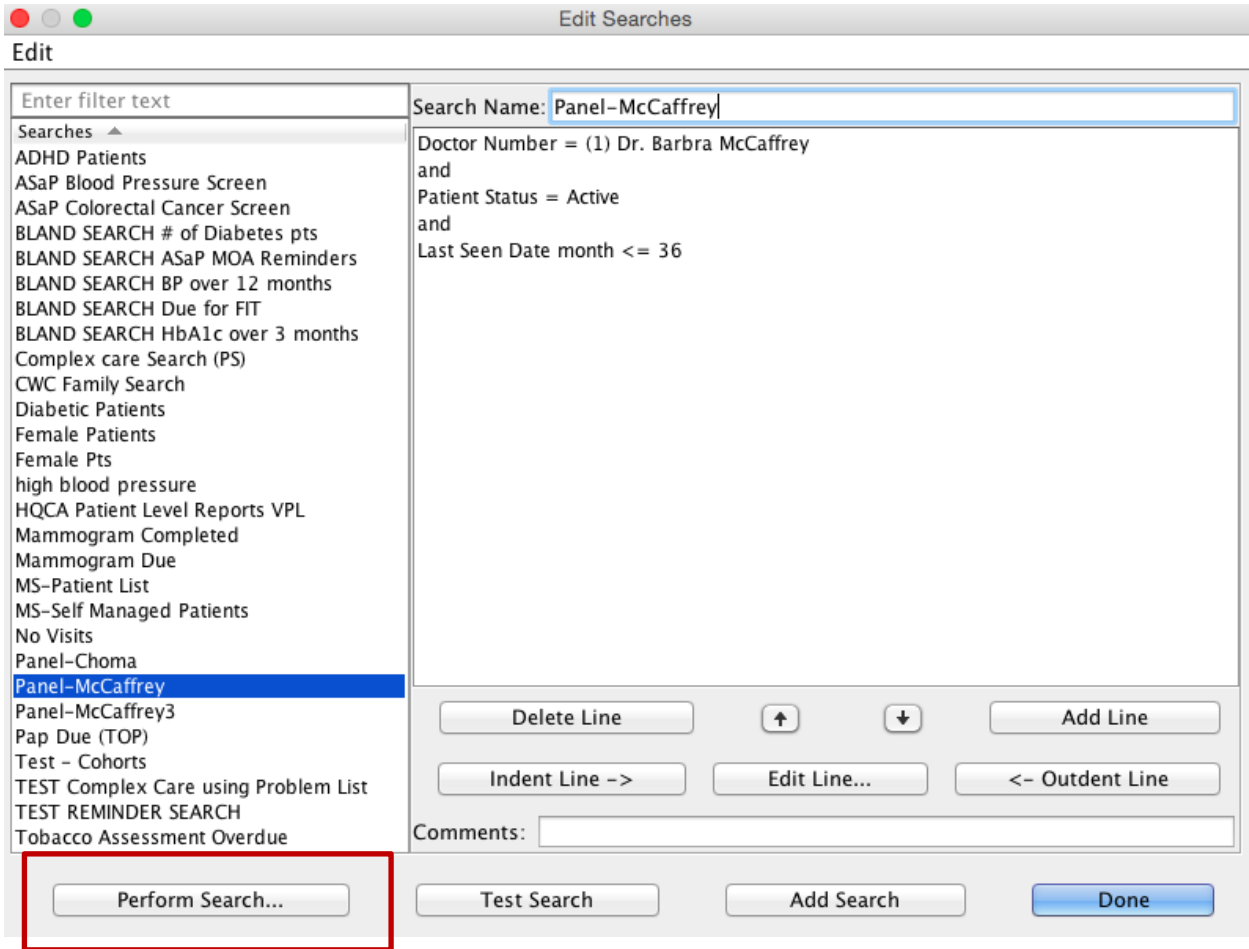 Edit Searches
Edit
Enter filter text
Searches
ADHD Patients
ASaP Blood Pressure Screen
ASaP Colorectal Cancer Screen
BLAND SEARCH # of Diabetes pts
BLAND SEARCH ASaP MOA Reminders
BLAND SEARCH BP over 12 months
BLAND SEARCH Due for FIT
BLAND SEARCH HbA1c over 3 months
Complex care Search (PS)
CWC Family Search
Diabetic Patients
Female Patients
Female Pts
high blood pressure
HQCA Patient Level Reports VPL
Mammogram Completed
Mammogram Due
MS-Patient List
MS-Self Managed Patients
No Visits
Panel-Choma
Panel-McCaffrey
Panel-McCaffrey3
Pap Due (TOP)
Test - Cohorts
TEST Complex Care using Problem List
TEST REMINDER SEARCH
Tobacco Assessment Overdue
Search Name: Panel-McCaffrey
Doctor Number = (1) Dr. Barbra McCaffrey
and
Patient Status = Active
and
Last Seen Date month <= 36
Delete Line
Add Line
Indent Line ->
Edit Line...
<- Outdent Line
Comments:
Perform Search...
Test Search
Add Search
Done